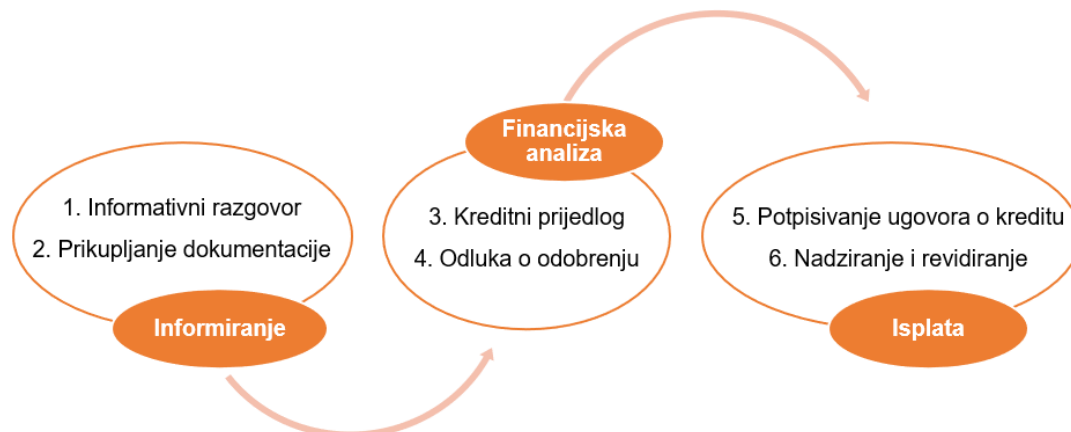 1. Informativni razgovor
2. Prikupljanje dokumentacije
Informiranje
Financijska
analiza
3. Kreditni prijedlog
4. Odluka o odobrenju
5. Potpisivanje ugovora o kreditu
6. Nadziranje i revidiranje
Isplata